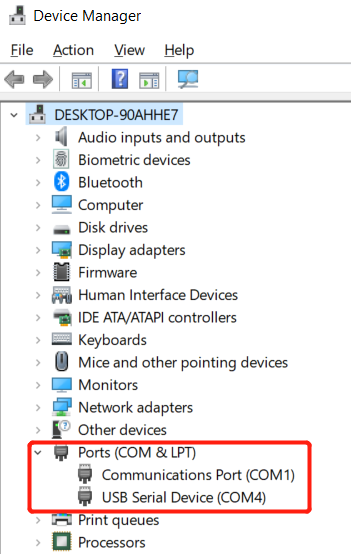 Device Manager
File Action View Help
DESKTOP-90AHHE7
Audio inputs and outputs
Biometric devices
Bluetooth
Computer
Disk drives
Display adapters
Firmware
Human Interface Devices
IDE ATA/ATAPI controllers
Keyboards
Mice and other pointing devices
Monitors
Network adapters
Other devices
Ports (COM & LPT)
Communications Port (COM1)
USB Serial Device (COM4)
Print queues
Processors